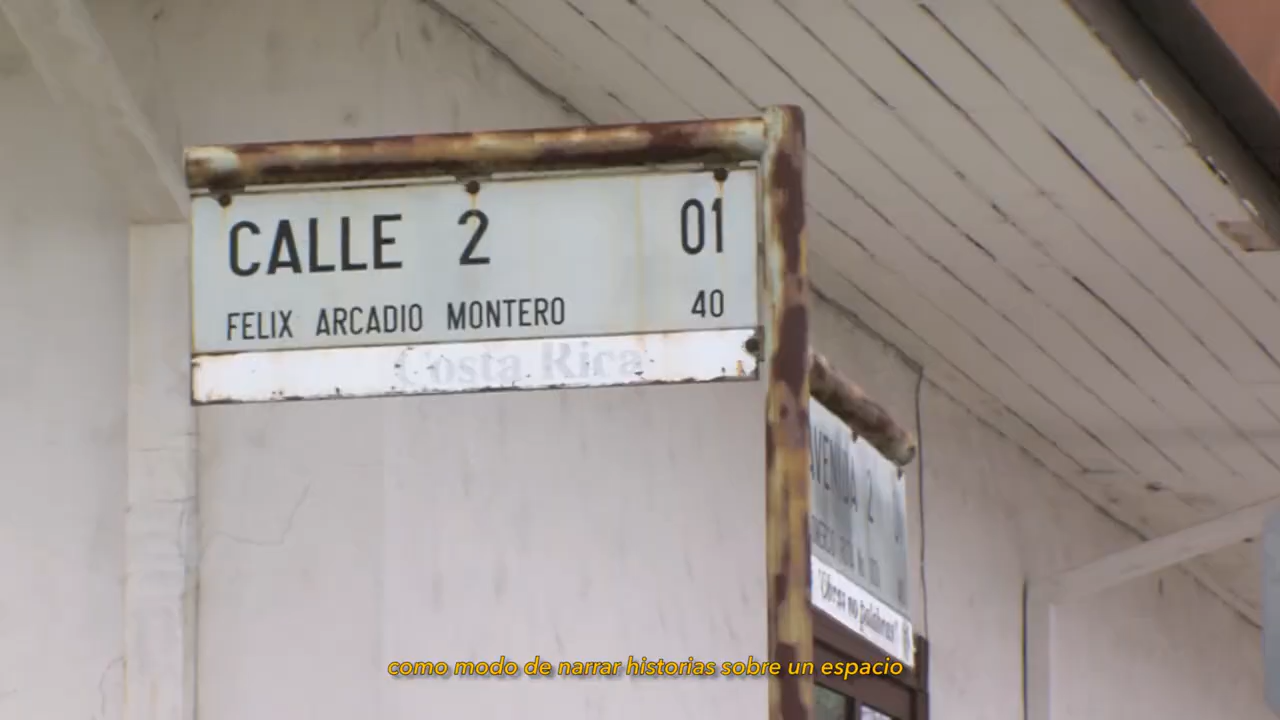 CALLE 2 01
FELIX ARCADIO MONTERO 40
Costa Rica
AVENIDA 2
"Obras no palabras"
como modo de narrar historias sobre un espacio